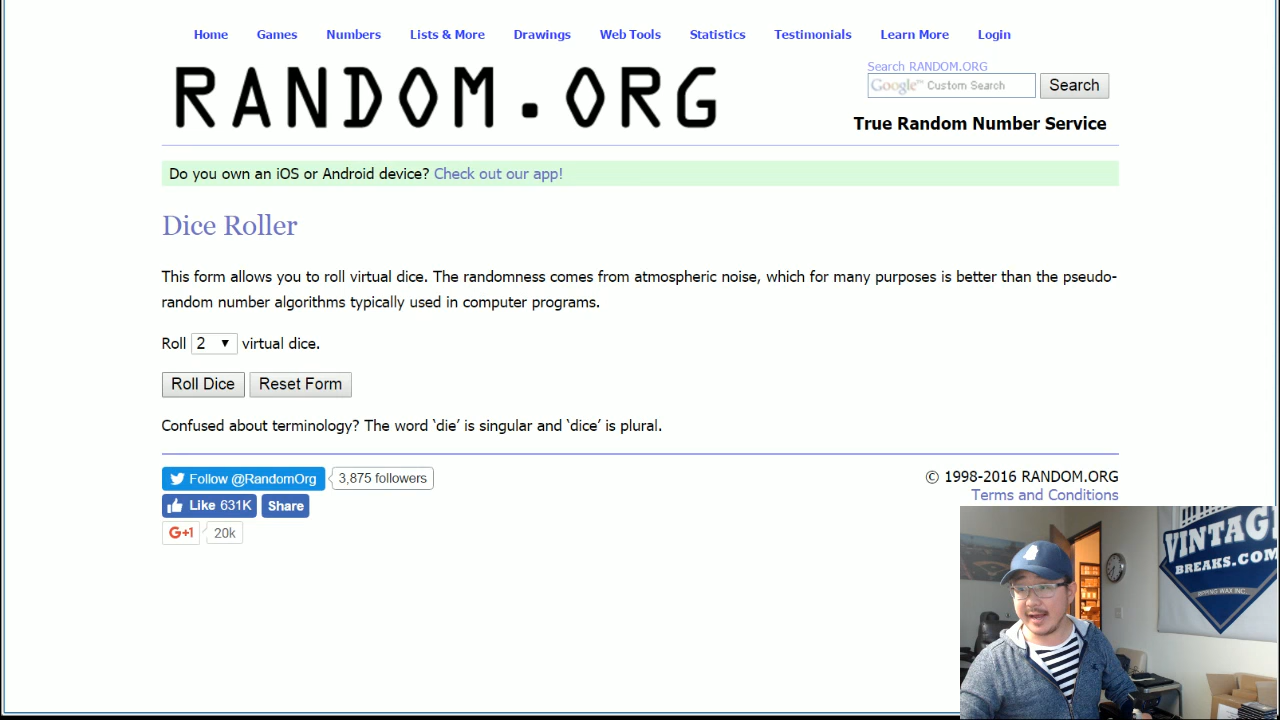 Home Games Numbers Lists & More Drawings Web Tools Statistics Testimonials Learn More Login
RANDOM.ORG
Search RANDOM.ORG
Google™ Custom Search
Search
True Random Number Service
Do you own an iOS or Android device? Check out our app!
Dice Roller
This form allows you to roll virtual dice. The randomness comes from atmospheric noise, which for many purposes is better than the pseudo-
random number algorithms typically used in computer programs.
Roll 2 virtual dice.
Roll Dice Reset Form
Confused about terminology? The word ‘die’ is singular and ‘dice’ is plural.
Follow @RandomOrg 3,875 followers
Like 631K Share
G+1 20k
© 1998-2016 RANDOM.ORG
Terms and Conditions
VINTAG
BREAKS.COM
WAX INC.